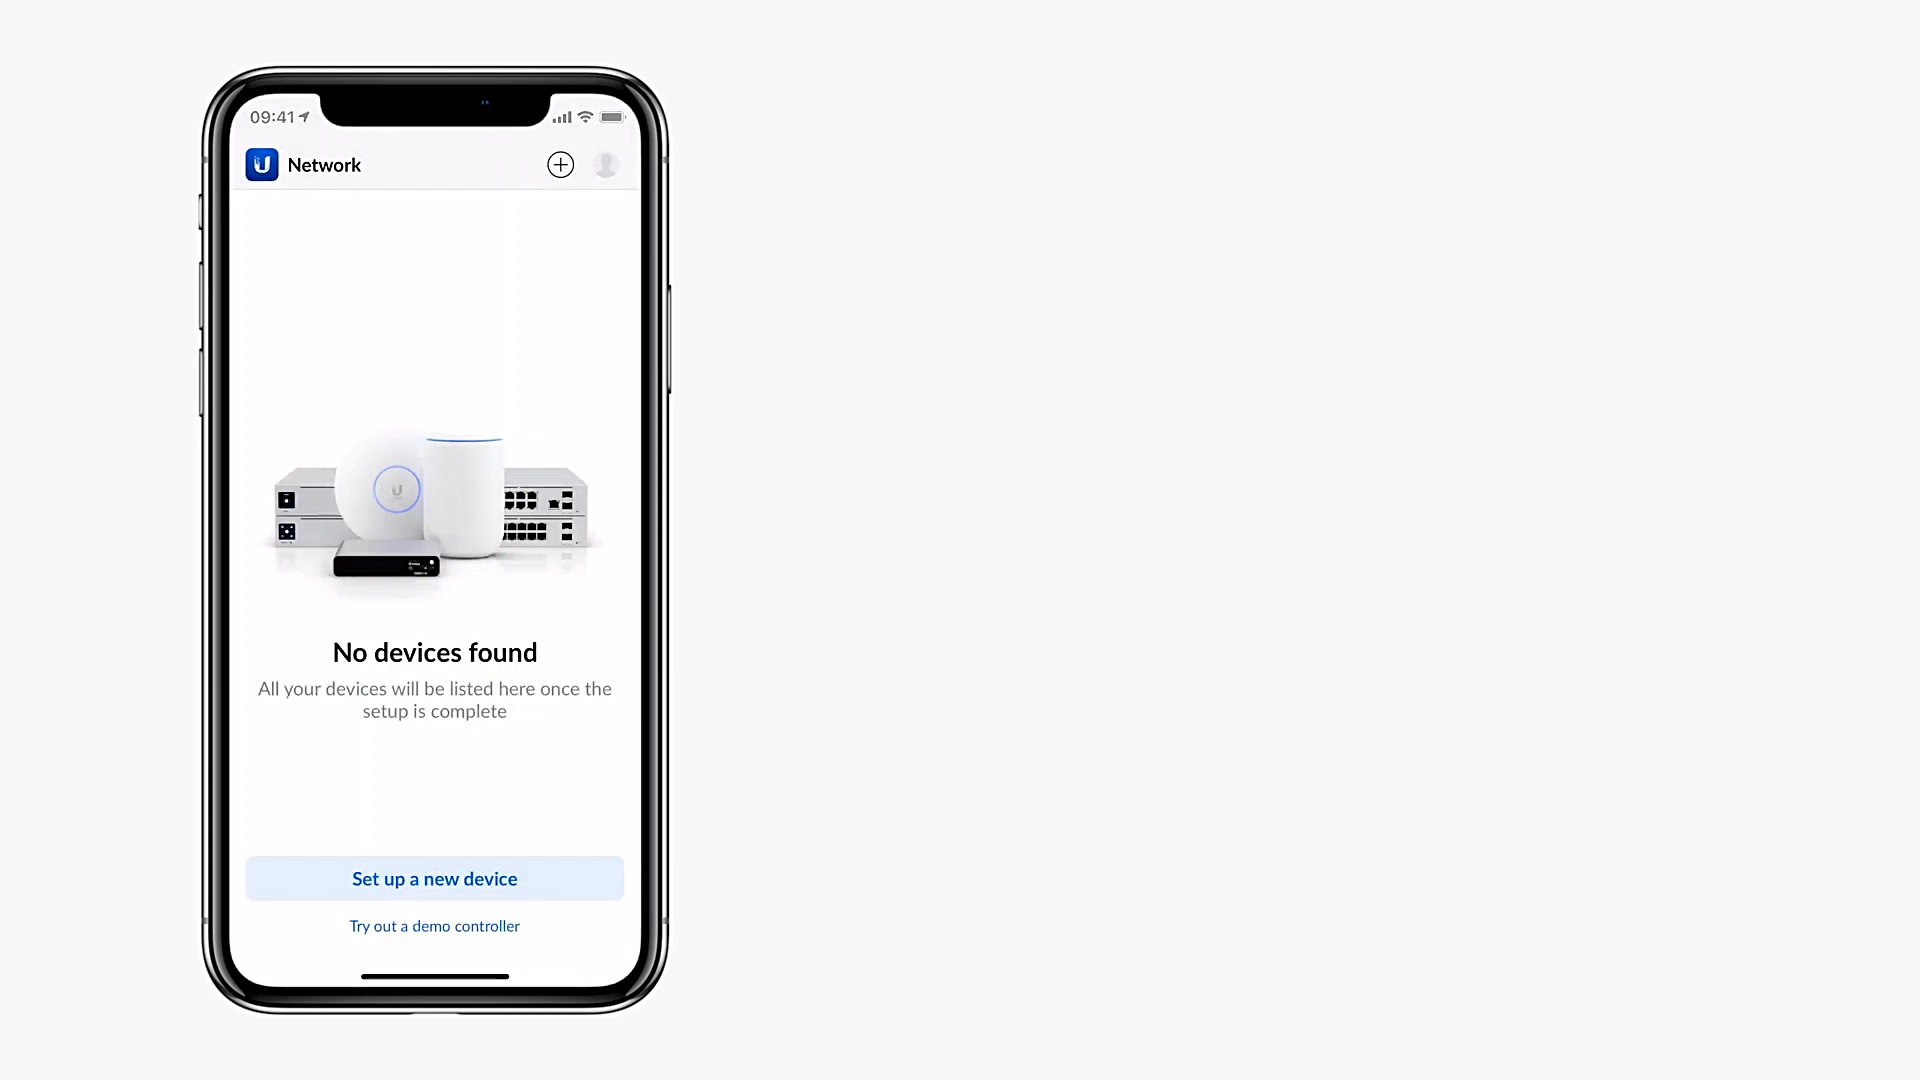 09:41
Network
No devices found
All your devices will be listed here once the
setup is complete
Set up a new device
Try out a demo controller